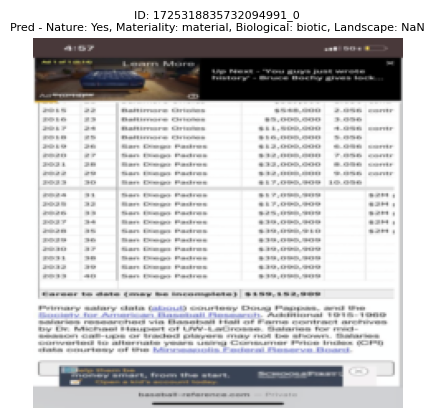 ID: 1725318835732094991_0
Pred - Nature: Yes, Materiality: material, Biological: biotic, Landscape: NaN
4:57
Ad 1 of 1
Learn More
Up Next - 'You guys just wrote
history' - Bruce Bochy gives lock...
2015 22 Baltimore Orioles $548,000 2.056 contr
2016 23 Baltimore Orioles $5,000,000 3.056
2017 24 Baltimore Orioles $11,500,000 4.056 contr
2018 25 Baltimore Orioles $16,000,000 5.056
2019 26 San Diego Padres $12,000,000 6.056 contr
2020 27 San Diego Padres $32,000,000 7.056 contr
2021 28 San Diego Padres $32,000,000 8.056 contr
2022 29 San Diego Padres $32,000,000 9.056 contr
2023 30 San Diego Padres $17,090,909 10.056
2024 31 San Diego Padres $17,090,909 $2M
2025 32 San Diego Padres $17,090,909 $2M
2026 33 San Diego Padres $25,090,909 $2M
2027 34 San Diego Padres $39,090,909 $2M
2028 35 San Diego Padres $39,090,910 $2M
2029 36 San Diego Padres $39,090,909
2030 37 San Diego Padres $39,090,909
2031 38 San Diego Padres $39,090,909
2032 39 San Diego Padres $39,090,909
2033 40 San Diego Padres $39,090,909
Career to date (may be incomplete) $159,152,909
Primary salary data (about) courtesy Doug Pappas, and the
Society for American Baseball Research. Additional 1915-1969
salaries researched via Baseball Hall of Fame contract archives
by Dr. Michael Haupert of UW-LaCrosse. Salaries for mid-
season call-ups or traded players may not be shown. Salaries
converted to alternate years using Consumer Price Index (CPI)
data courtesy of the Minneapolis Federal Reserve Board.
Help them be
money smart, from the start.
Open a kid's account today.
baseball-reference.com — Private